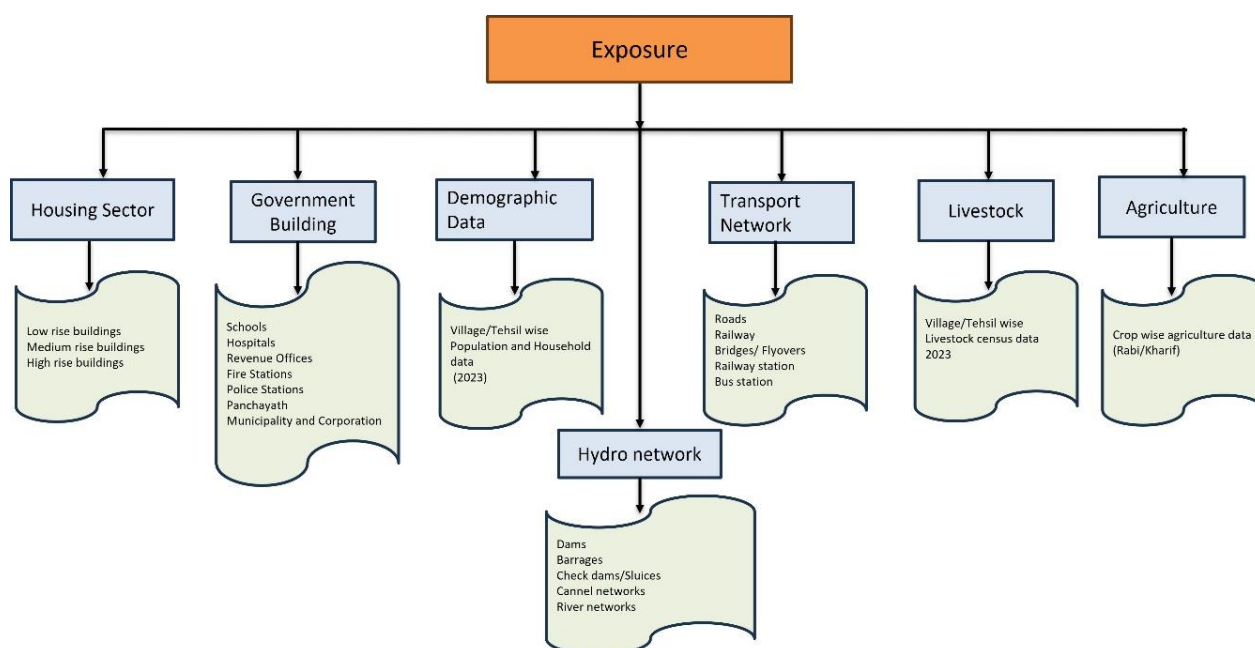 Exposure
Housing Sector
Low rise buildings
Medium rise buildings
High rise buildings
Government
Building
Schools
Hospitals
Revenue Offices
Fire Stations
Police Stations
Panchayath
Municipality and Corporation
Demographic
Data
Village/Tehsil wise
Population and Household
data
(2023)
Hydro network
Dams
Barrages
Check dams/Sluices
Cannel networks
River networks
Transport
Network
Roads
Railway
Bridges/ Flyovers
Railway station
Bus station
Livestock
Village/Tehsil wise
Livestock census data
2023
Agriculture
Crop wise agriculture data
(Rabi/Kharif)